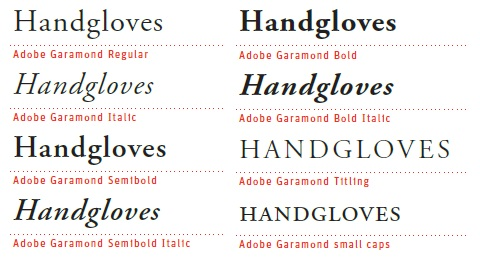 Handgloves
Adobe Garamond Regular
Handgloves
Adobe Garamond Italic
Handgloves
Adobe Garamond Semibold
Handgloves
Adobe Garamond Semibold Italic
Handgloves
Adobe Garamond Bold
Handgloves
Adobe Garamond Bold Italic
HANDGLOVES
Adobe Garamond Titling
HANDGLOVES
Adobe Garamond small caps